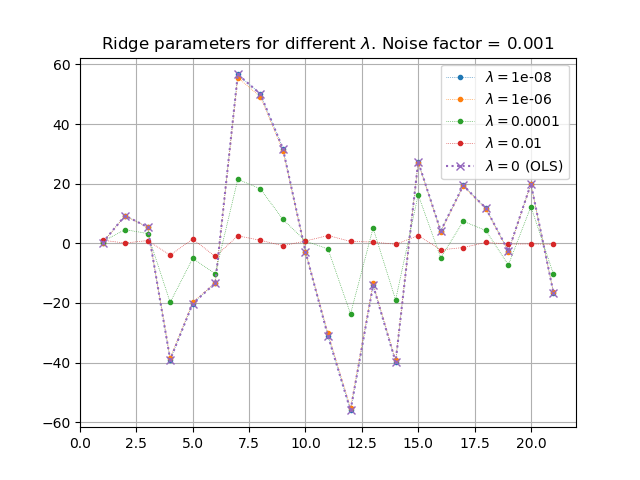 Ridge parameters for different λ. Noise factor = 0.001
60
40
20
0
−20
−40
−60
λ = 1e-08
λ = 1e-06
λ = 0.0001
λ = 0.01
λ = 0 (OLS)
0.0 2.5 5.0 7.5 10.0 12.5 15.0 17.5 20.0